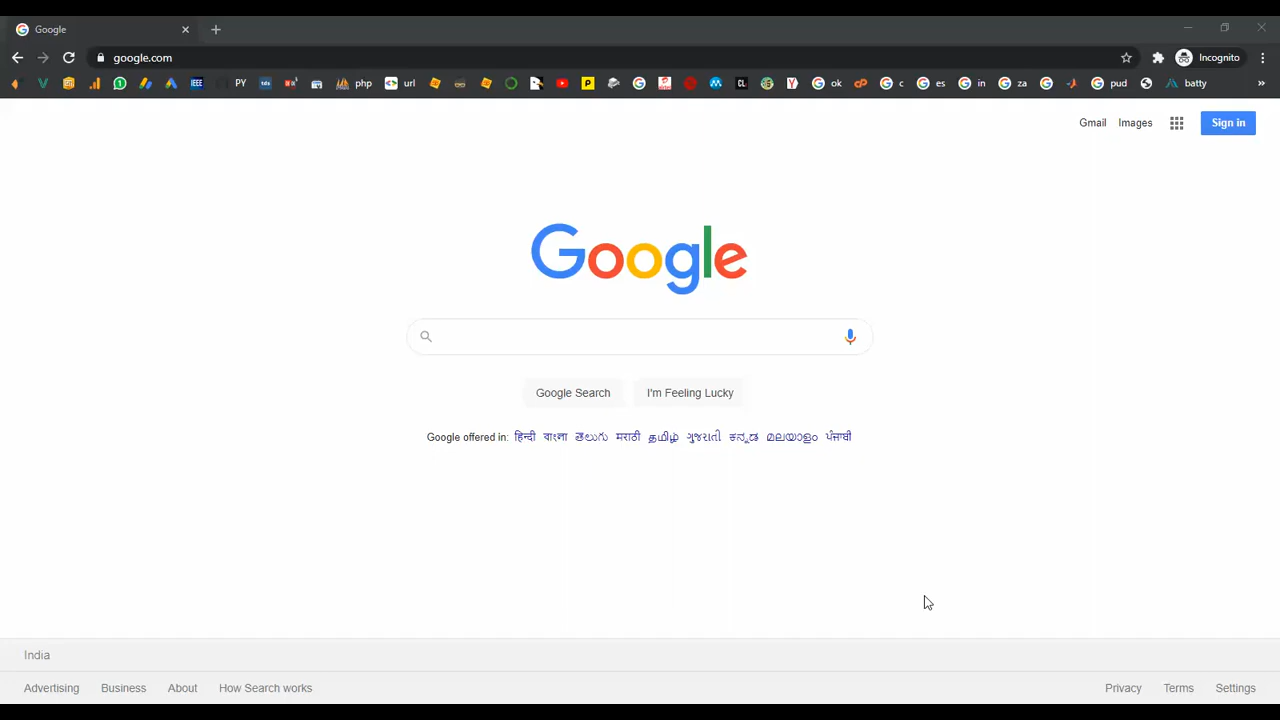 Google
google.com
Incognito
PY php url ok c es in za pud batty
Gmail Images Sign in
Google
Google Search I'm Feeling Lucky
Google offered in: हिन्दी বাংলা తెలుగు मराठी தமிழ் ગુજરાતી ಕನ್ನಡ മലയാളം ਪੰਜਾਬੀ
India
Advertising Business About How Search works Privacy Terms Settings